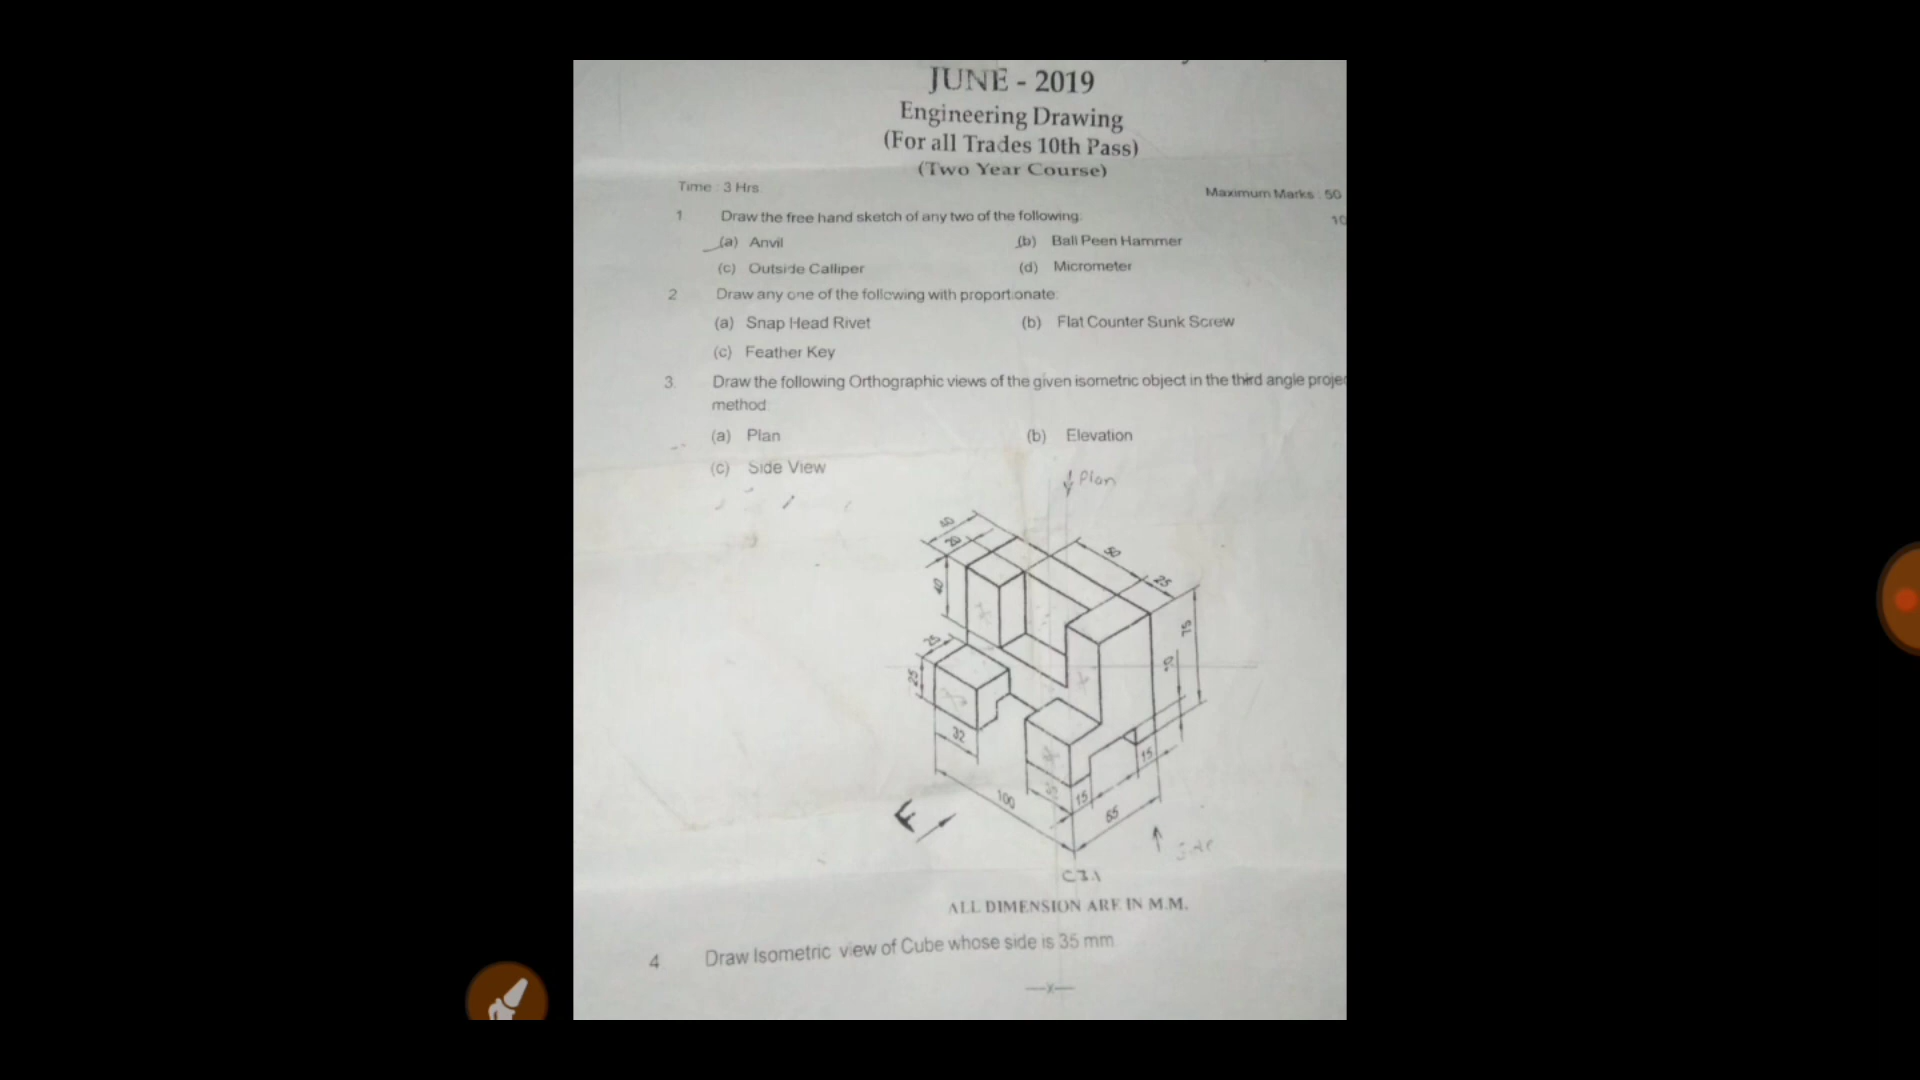 JUNE - 2019
Engineering Drawing
(For all Trades 10th Pass)
(Two Year Course)
Time : 3 Hrs
Maximum Marks : 50
1 Draw the free hand sketch of any two of the following: 10
(a) Anvil (b) Ball Peen Hammer
(c) Outside Calliper (d) Micrometer
2 Draw any one of the following with proportionate:
(a) Snap Head Rivet (b) Flat Counter Sunk Screw
(c) Feather Key
3. Draw the following Orthographic views of the given isometric object in the third angle proje
method
(a) Plan (b) Elevation
(c) Side View
Plan
20
50
25
40
75
25
25
32
15
100
15
65
F
ALL DIMENSION ARE IN M.M.
4 Draw Isometric view of Cube whose side is 35 mm
—x—